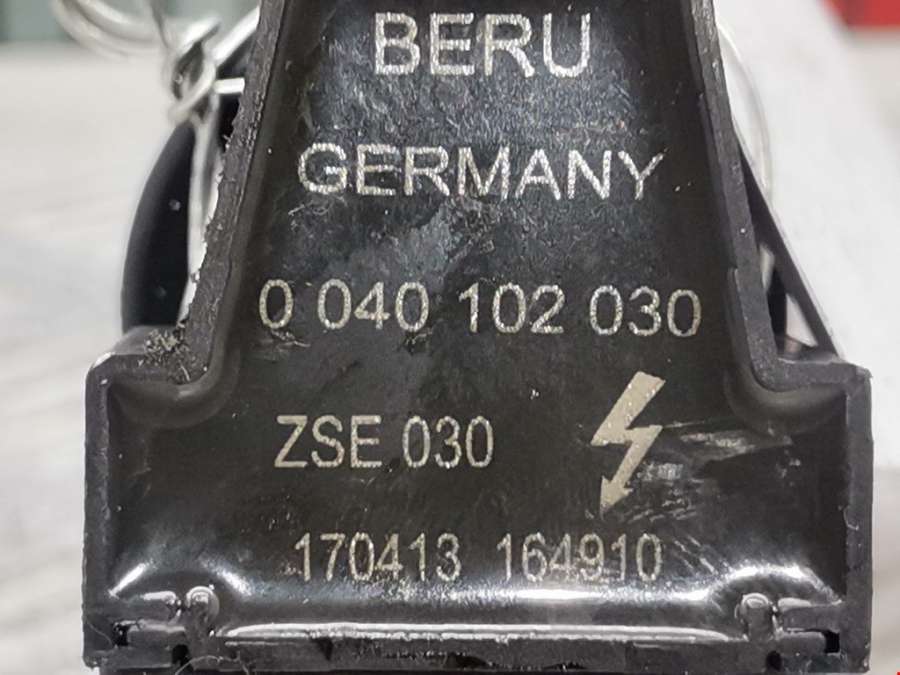 BERU
GERMANY
0 040 102 030
ZSE 030
170413 164910